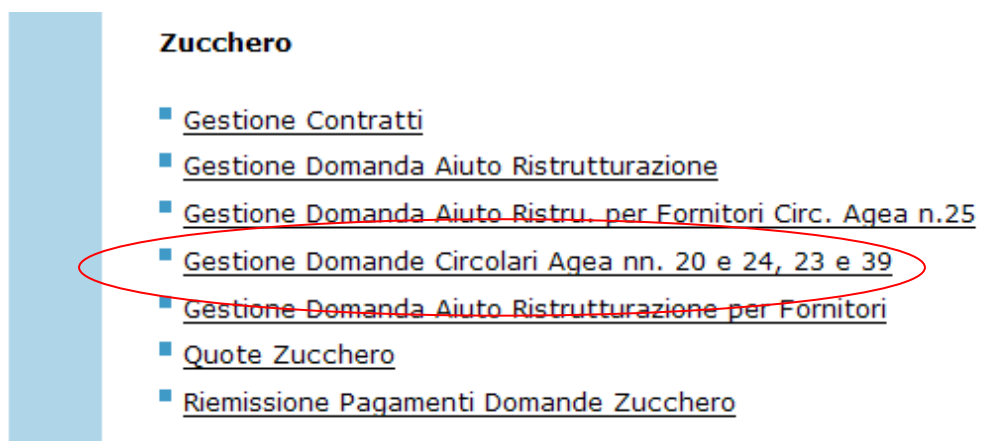 Zucchero
Gestione Contratti
Gestione Domanda Aiuto Ristrutturazione
Gestione Domanda Aiuto Ristru. per Fornitori Circ. Agea n.25
Gestione Domande Circolari Agea nn. 20 e 24, 23 e 39
Gestione Domanda Aiuto Ristrutturazione per Fornitori
Quote Zucchero
Riemissione Pagamenti Domande Zucchero